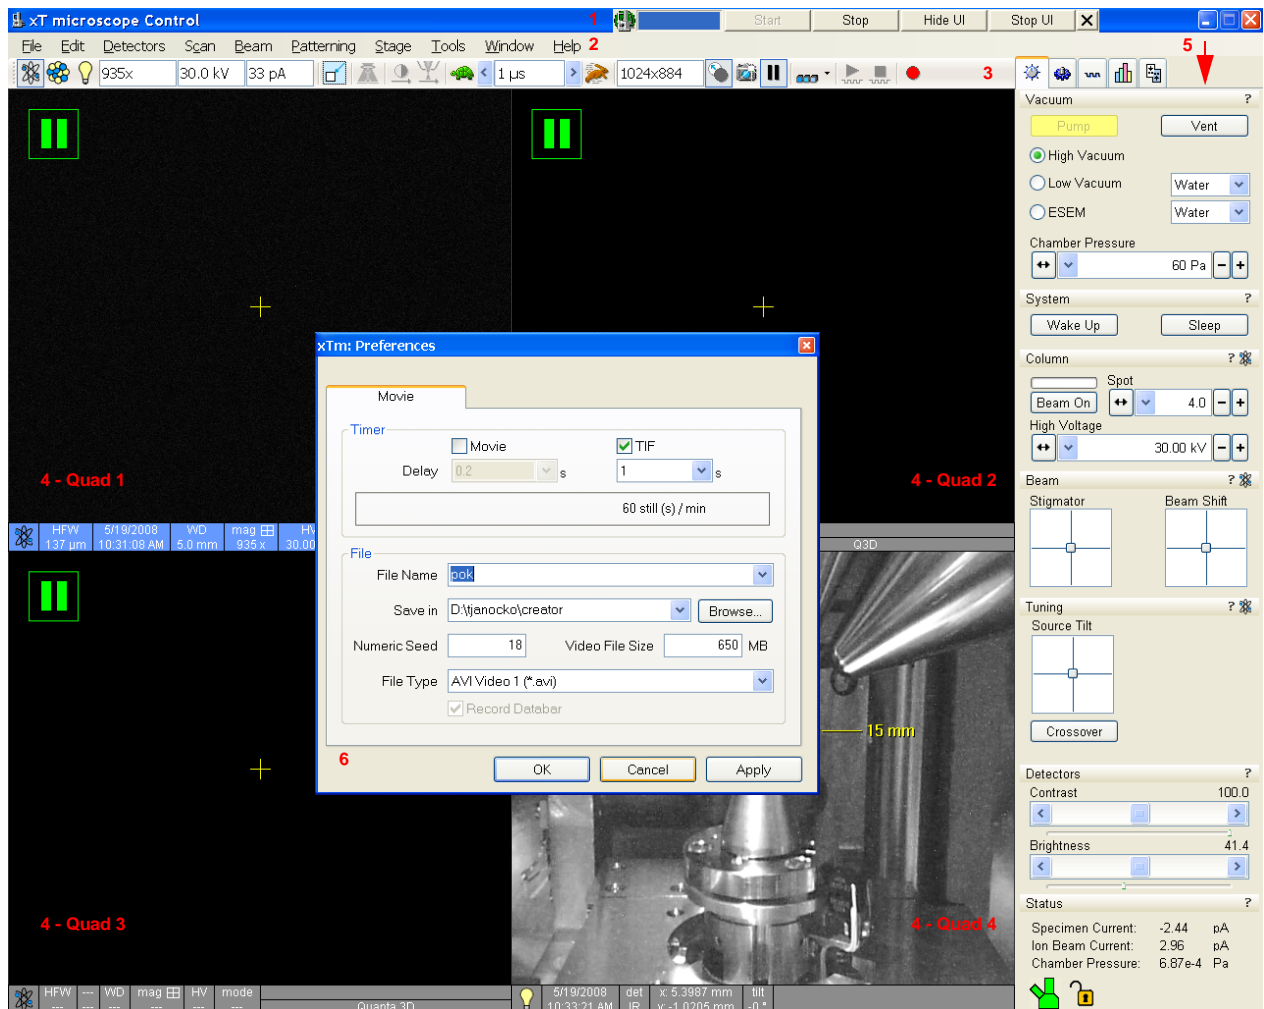 xT microscope Control
1
Start
Stop
Hide UI
Stop UI
File Edit Detectors Scan Beam Patterning Stage Tools Window Help
2
5
935x
30.0 kV
33 pA
1 µs
1024x884
3
Vacuum ?
Pump
Vent
High Vacuum
Low Vacuum
Water
ESEM
Water
Chamber Pressure
60 Pa
System ?
Wake Up
Sleep
Column ?
Spot
Beam On
4.0
High Voltage
30.00 kV
Beam ?
Stigmator
Beam Shift
Tuning ?
Source Tilt
Crossover
Detectors ?
Contrast 100.0
Brightness 41.4
Status ?
Specimen Current: -2.44 pA
Ion Beam Current: 2.96 pA
Chamber Pressure: 6.87e-4 Pa
4 - Quad 1
4 - Quad 2
HFW 5/19/2008 WD mag HV
137 µm 10:31:08 AM 5.0 mm 935 x 30.00
Q3D
xTm: Preferences
Movie
Timer
Movie
TIF
Delay 0.2 s
1 s
60 still (s) / min
File
File Name pok
Save in D:\tjanocko\creator
Browse...
Numeric Seed 18
Video File Size 650 MB
File Type AVI Video 1 (*.avi)
Record Databar
6
OK
Cancel
Apply
15 mm
4 - Quad 3
4 - Quad 4
HFW --- WD mag HV mode
--- --- --- --- --- ---
Quanta 3D
5/19/2008 det x: 5.3987 mm tilt
10:33:21 AM IR y: -1.0205 mm -0 °